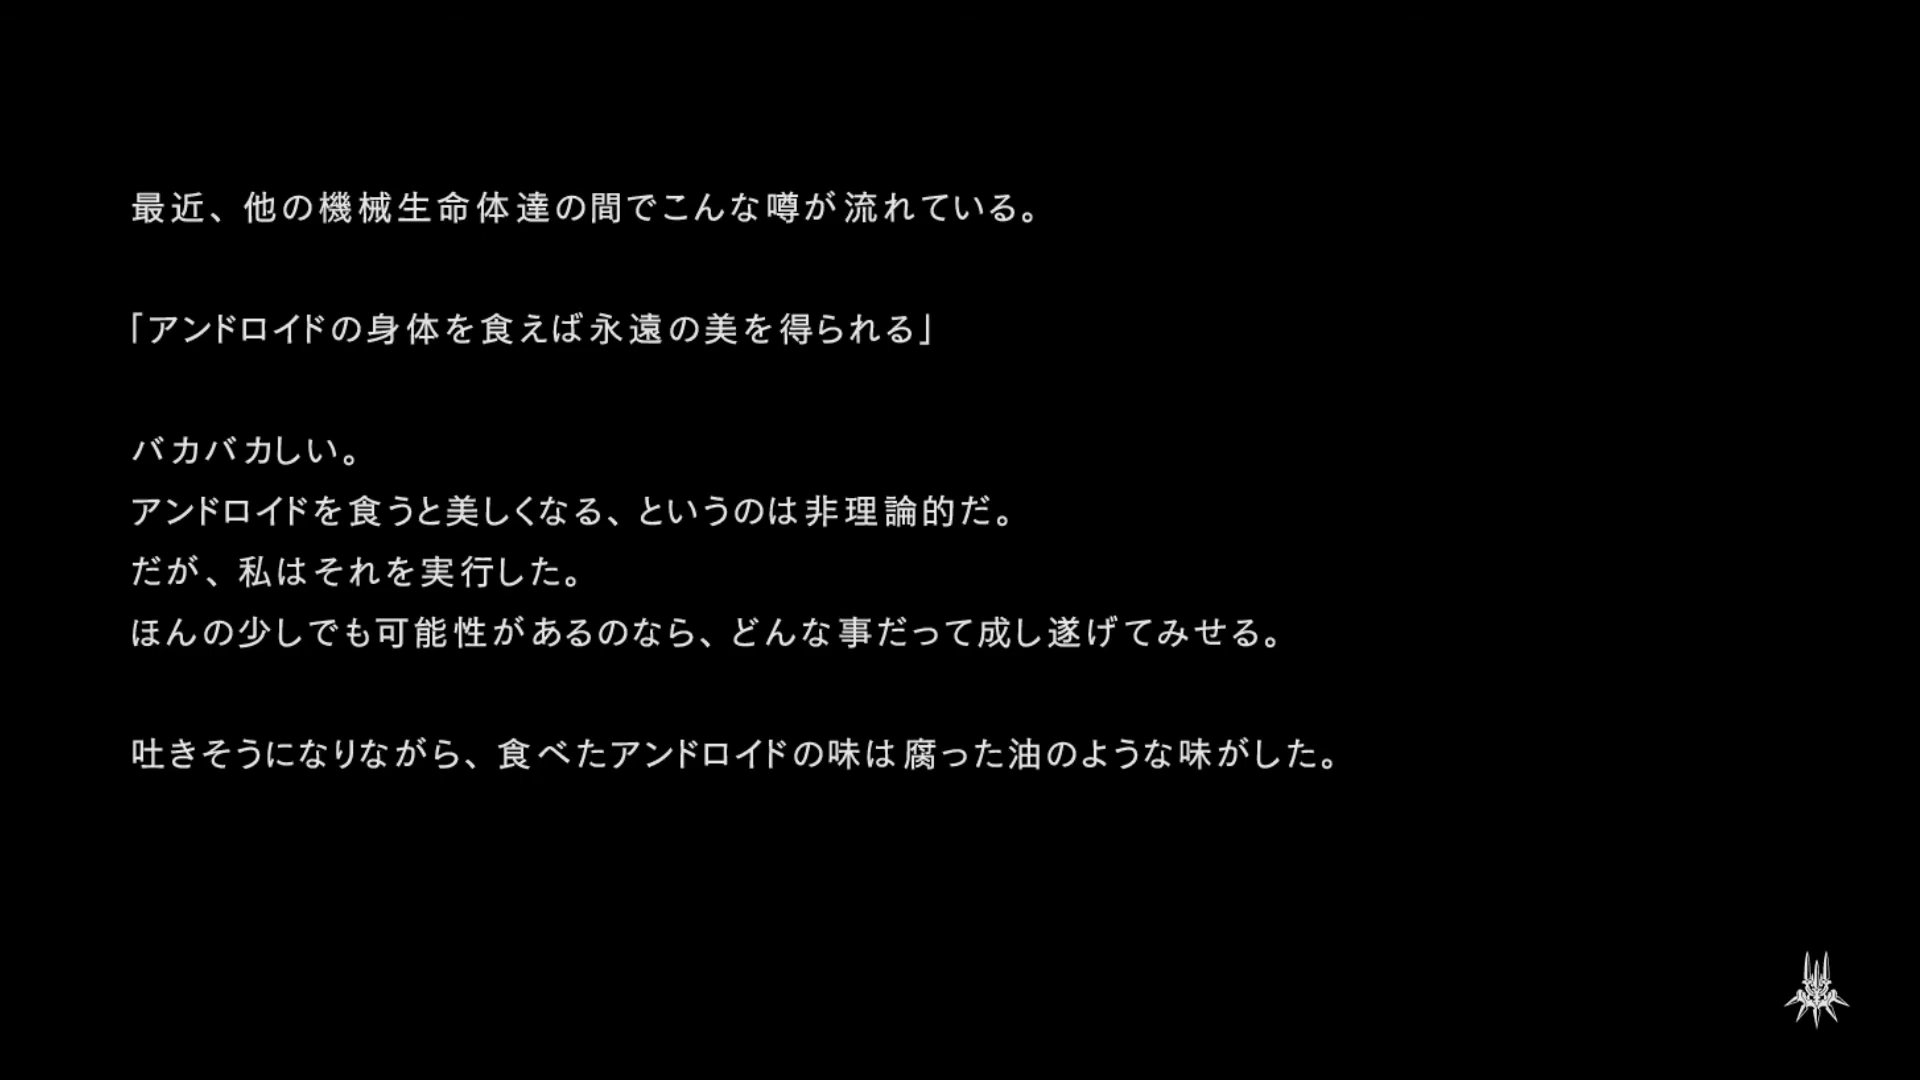 最近、他の機械生命体達の間でこんな噂が流れている。
「アンドロイドの身体を食えば永遠の美を得られる」
バカバカしい。
アンドロイドを食うと美しくなる、というのは非理論的だ。
だが、私はそれを実行した。
ほんの少しでも可能性があるのなら、どんな事だって成し遂げてみせる。
吐きそうになりながら、食べたアンドロイドの味は腐った油のような味がした。